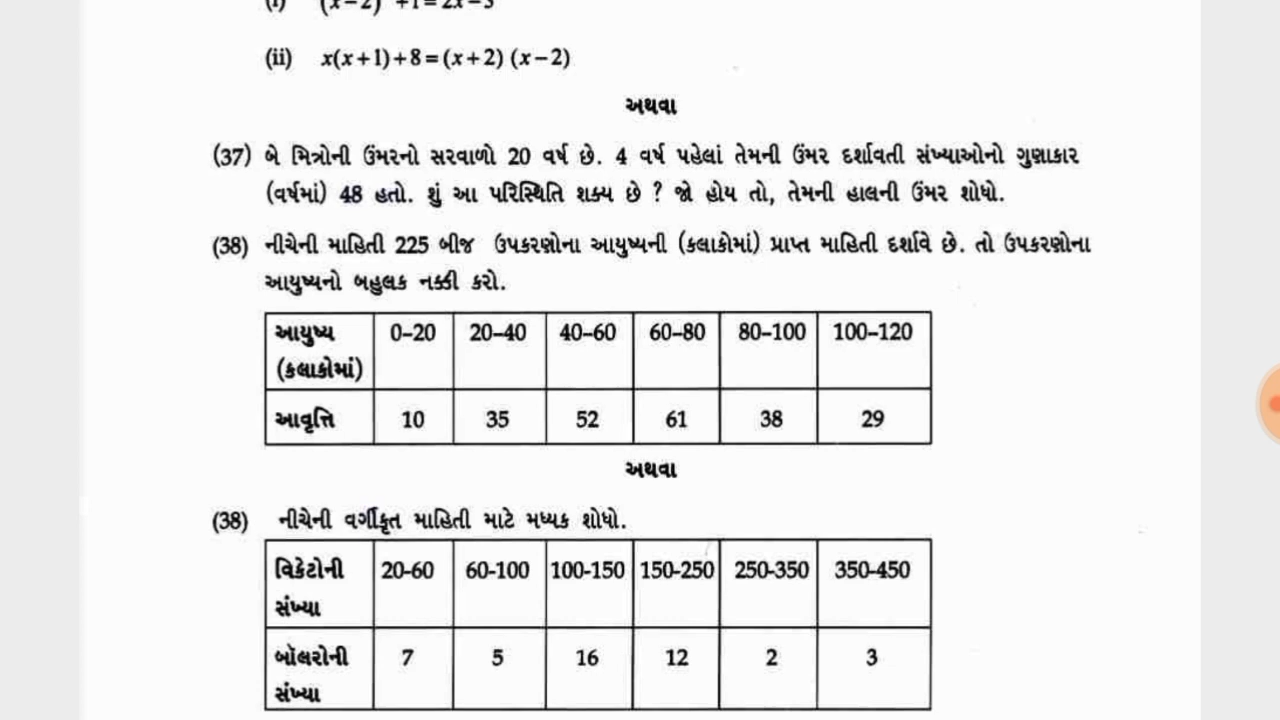 (i) (x−2) +1=2x−3
(ii) x(x+1)+8=(x+2) (x−2)
અથવા
(37) બે મિત્રોની ઉંમરનો સરવાળો 20 વર્ષ છે. 4 વર્ષ પહેલાં તેમની ઉંમર દર્શાવતી સંખ્યાઓનો ગુણાકાર
(વર્ષમાં) 48 હતો. શું આ પરિસ્થિતિ શક્ય છે ? જો હોય તો, તેમની હાલની ઉંમર શોધો.
(38) નીચેની માહિતી 225 બીજ ઉપકરણોના આયુષ્યની (કલાકોમાં) પ્રાપ્ત માહિતી દર્શાવે છે. તો ઉપકરણોના
આયુષ્યનો બહુલક નક્કી કરો.
આયુષ્ય 0–20 20–40 40–60 60–80 80–100 100–120
(કલાકોમાં)
આવૃત્તિ 10 35 52 61 38 29
અથવા
(38) નીચેની વર્ગીકૃત માહિતી માટે મધ્યક શોધો.
વિકેટોની 20-60 60-100 100-150 150-250 250-350 350-450
સંખ્યા
બૉલરોની 7 5 16 12 2 3
સંખ્યા